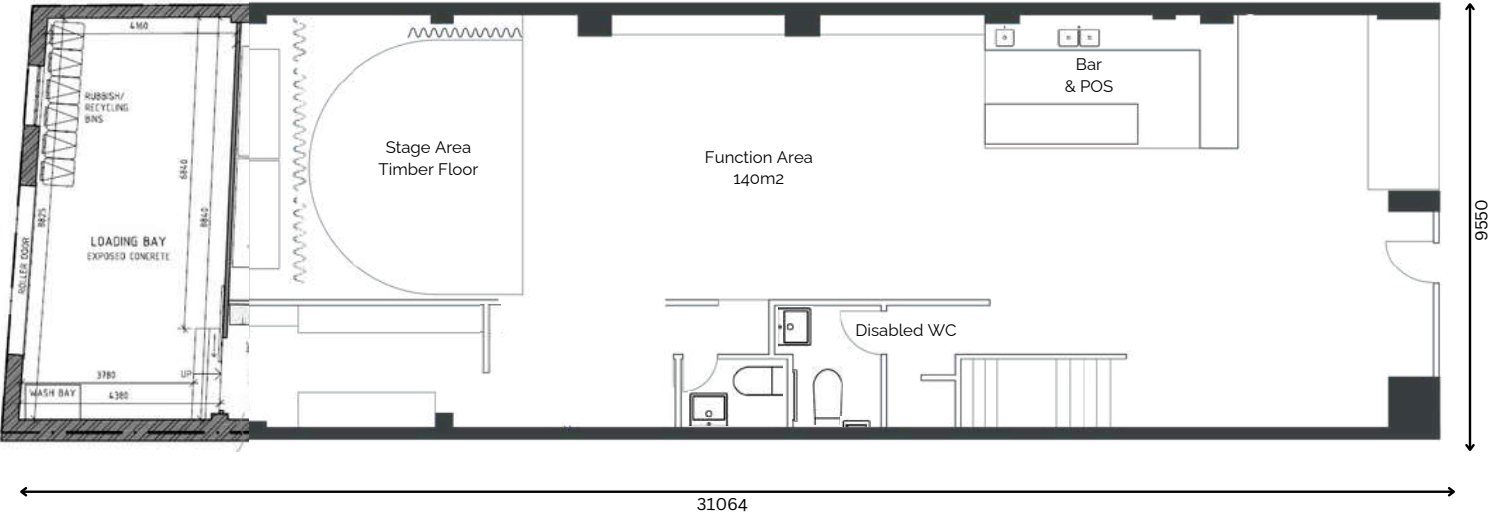 4160
RUBBISH/
RECYCLING
BINS
6840
8840
8825
LOADING BAY
EXPOSED CONCRETE
ROLLER DOOR
UP
3780
4380
WASH BAY
Stage Area
Timber Floor
Function Area
140m2
Bar
& POS
Disabled WC
9550
31064